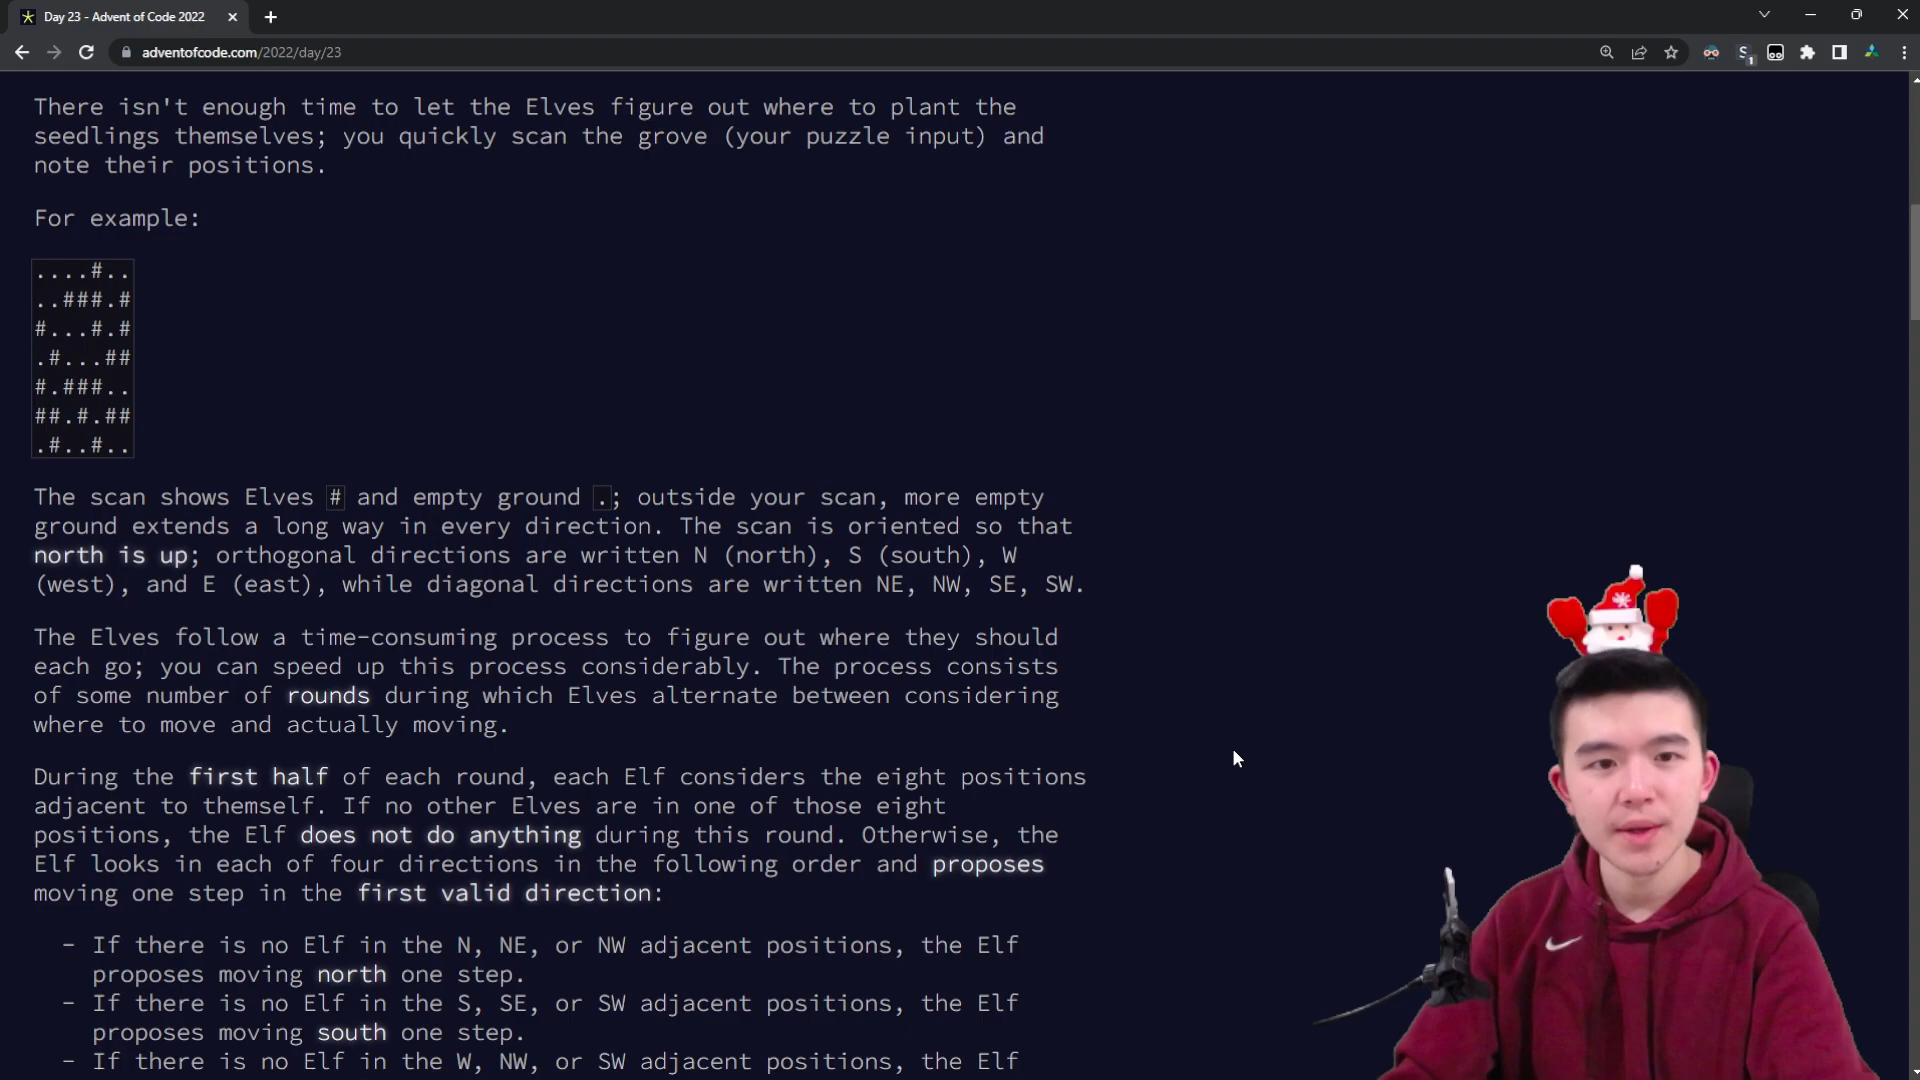 Day 23 - Advent of Code 2022
adventofcode.com/2022/day/23
There isn't enough time to let the Elves figure out where to plant the
seedlings themselves; you quickly scan the grove (your puzzle input) and
note their positions.
For example:
....#..
..###.#
#...#.#
.#...##
#.###..
##.#.##
.#..#..
The scan shows Elves # and empty ground .; outside your scan, more empty
ground extends a long way in every direction. The scan is oriented so that
north is up; orthogonal directions are written N (north), S (south), W
(west), and E (east), while diagonal directions are written NE, NW, SE, SW.
The Elves follow a time-consuming process to figure out where they should
each go; you can speed up this process considerably. The process consists
of some number of rounds during which Elves alternate between considering
where to move and actually moving.
During the first half of each round, each Elf considers the eight positions
adjacent to themself. If no other Elves are in one of those eight
positions, the Elf does not do anything during this round. Otherwise, the
Elf looks in each of four directions in the following order and proposes
moving one step in the first valid direction:
- If there is no Elf in the N, NE, or NW adjacent positions, the Elf
proposes moving north one step.
- If there is no Elf in the S, SE, or SW adjacent positions, the Elf
proposes moving south one step.
- If there is no Elf in the W, NW, or SW adjacent positions, the Elf